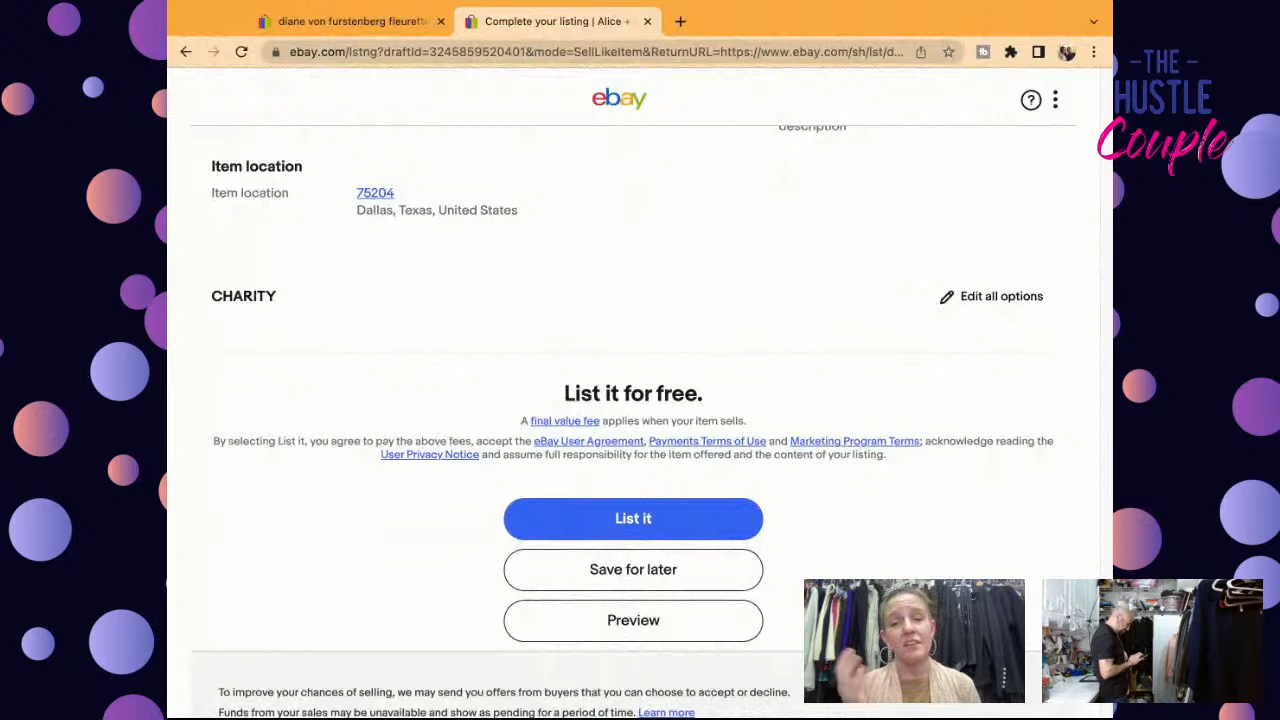 diane von furstenberg fleurett
Complete your listing | Alice +
ebay.com/lstng?draftId=3245859520401&mode=SellLikeItem&ReturnURL=https://www.ebay.com/sh/lst/d...
-THE-
HUSTLE
Couple
ebay
description
Item location
Item location
75204
Dallas, Texas, United States
CHARITY
Edit all options
List it for free.
A final value fee applies when your item sells.
By selecting List it, you agree to pay the above fees, accept the eBay User Agreement, Payments Terms of Use and Marketing Program Terms; acknowledge reading the
User Privacy Notice and assume full responsibility for the item offered and the content of your listing.
List it
Save for later
Preview
To improve your chances of selling, we may send you offers from buyers that you can choose to accept or decline.
Funds from your sales may be unavailable and show as pending for a period of time. Learn more